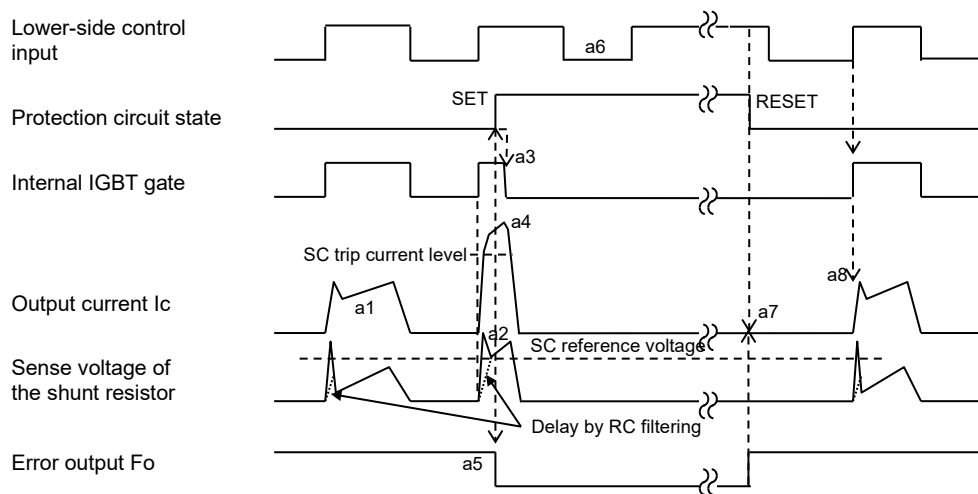 Lower-side control
input
a6
SET
RESET
Protection circuit state
a3
Internal IGBT gate
a4
SC trip current level
a8
Output current Ic
a1
a7
a2
SC reference voltage
Sense voltage of
the shunt resistor
Delay by RC filtering
Error output Fo
a5